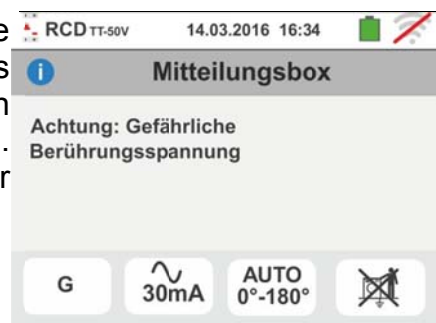 e
RCD TT-50V 14.03.2016 16:34
s
Mitteilungsbox
n
Achtung: Gefährliche
.
Berührungsspannung
r
G 30mA AUTO
0°-180°